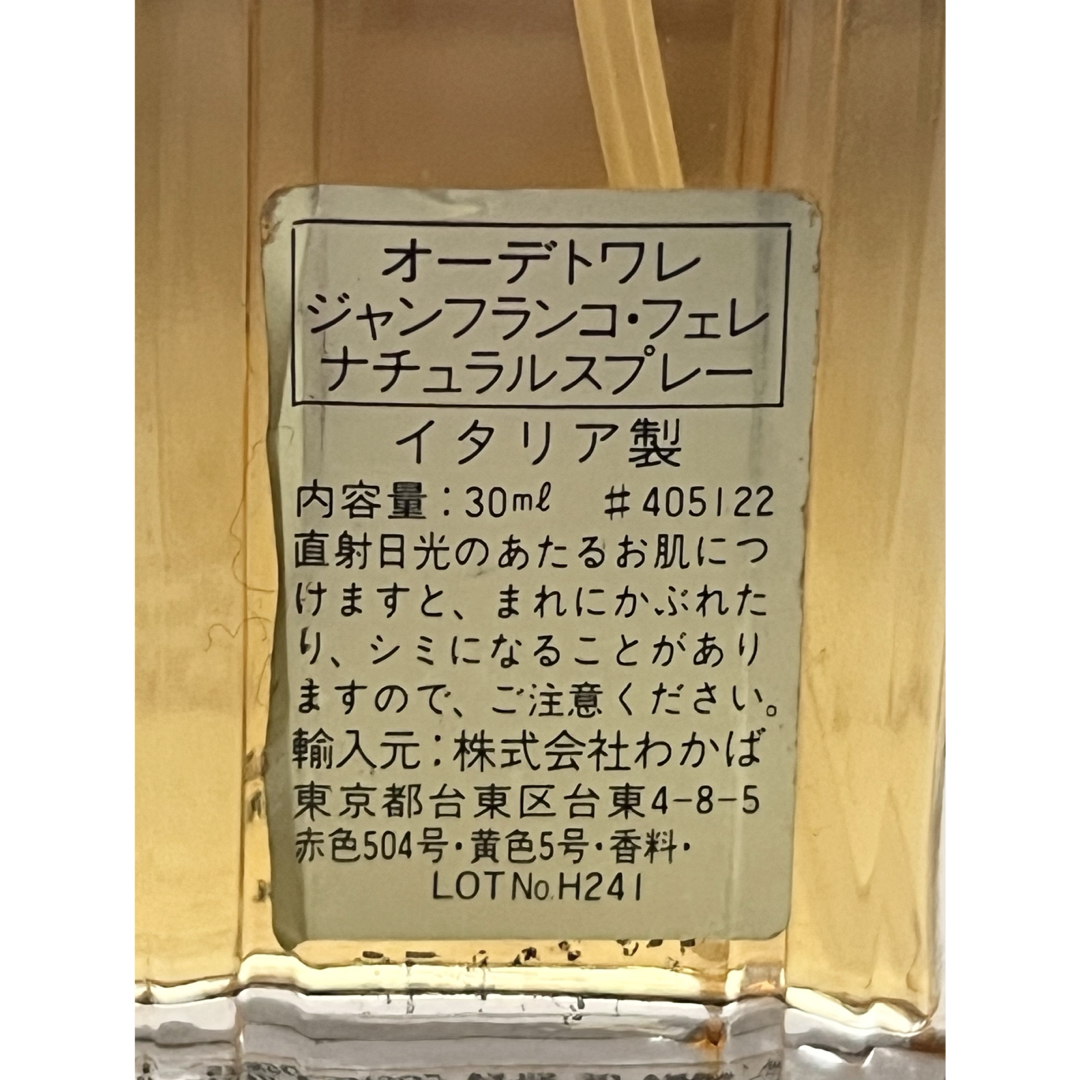 オーデトワレ
ジャンフランコ・フェレ
ナチュラルスプレー
イタリア製
内容量:30ml #405122
直射日光のあたるお肌につ
けますと、まれにかぶれた
り、シミになることがあり
ますので、ご注意ください。
輸入元:株式会社わかば
東京都台東区台東4-8-5
赤色504号・黄色5号・香料・
LOT No.H241